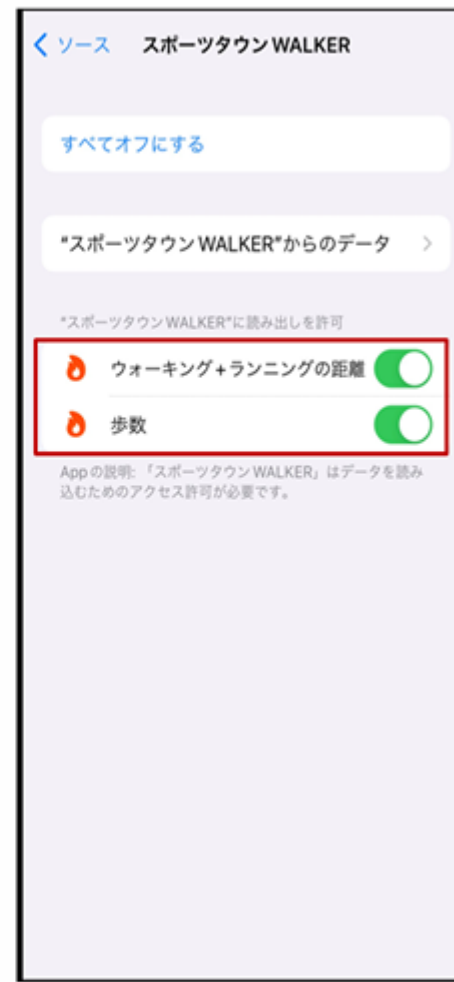 ソース スポーツタウン WALKER
すべてオフにする
“スポーツタウン WALKER”からのデータ
“スポーツタウン WALKER”に読み出しを許可
ウォーキング+ランニングの距離
歩数
App の説明: 「スポーツタウン WALKER」はデータを読み
込むためのアクセス許可が必要です。